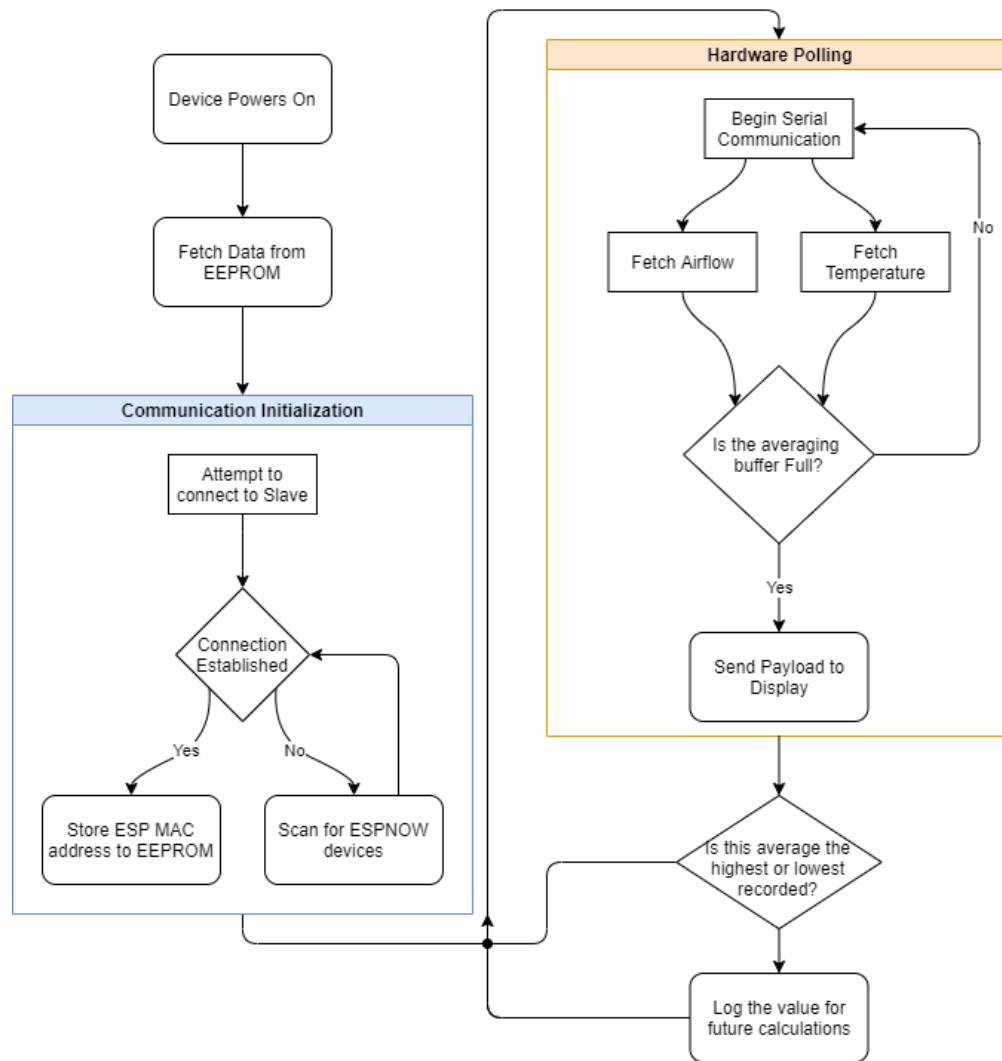 Device Powers On
Fetch Data from
EEPROM
Communication Initialization
Attempt to
connect to Slave
Connection
Established
Yes
No
Store ESP MAC
address to EEPROM
Scan for ESPNOW
devices
Hardware Polling
Begin Serial
Communication
No
Fetch Airflow
Fetch
Temperature
Is the averaging
buffer Full?
Yes
Send Payload to
Display
Is this average the
highest or lowest
recorded?
Log the value for
future calculations